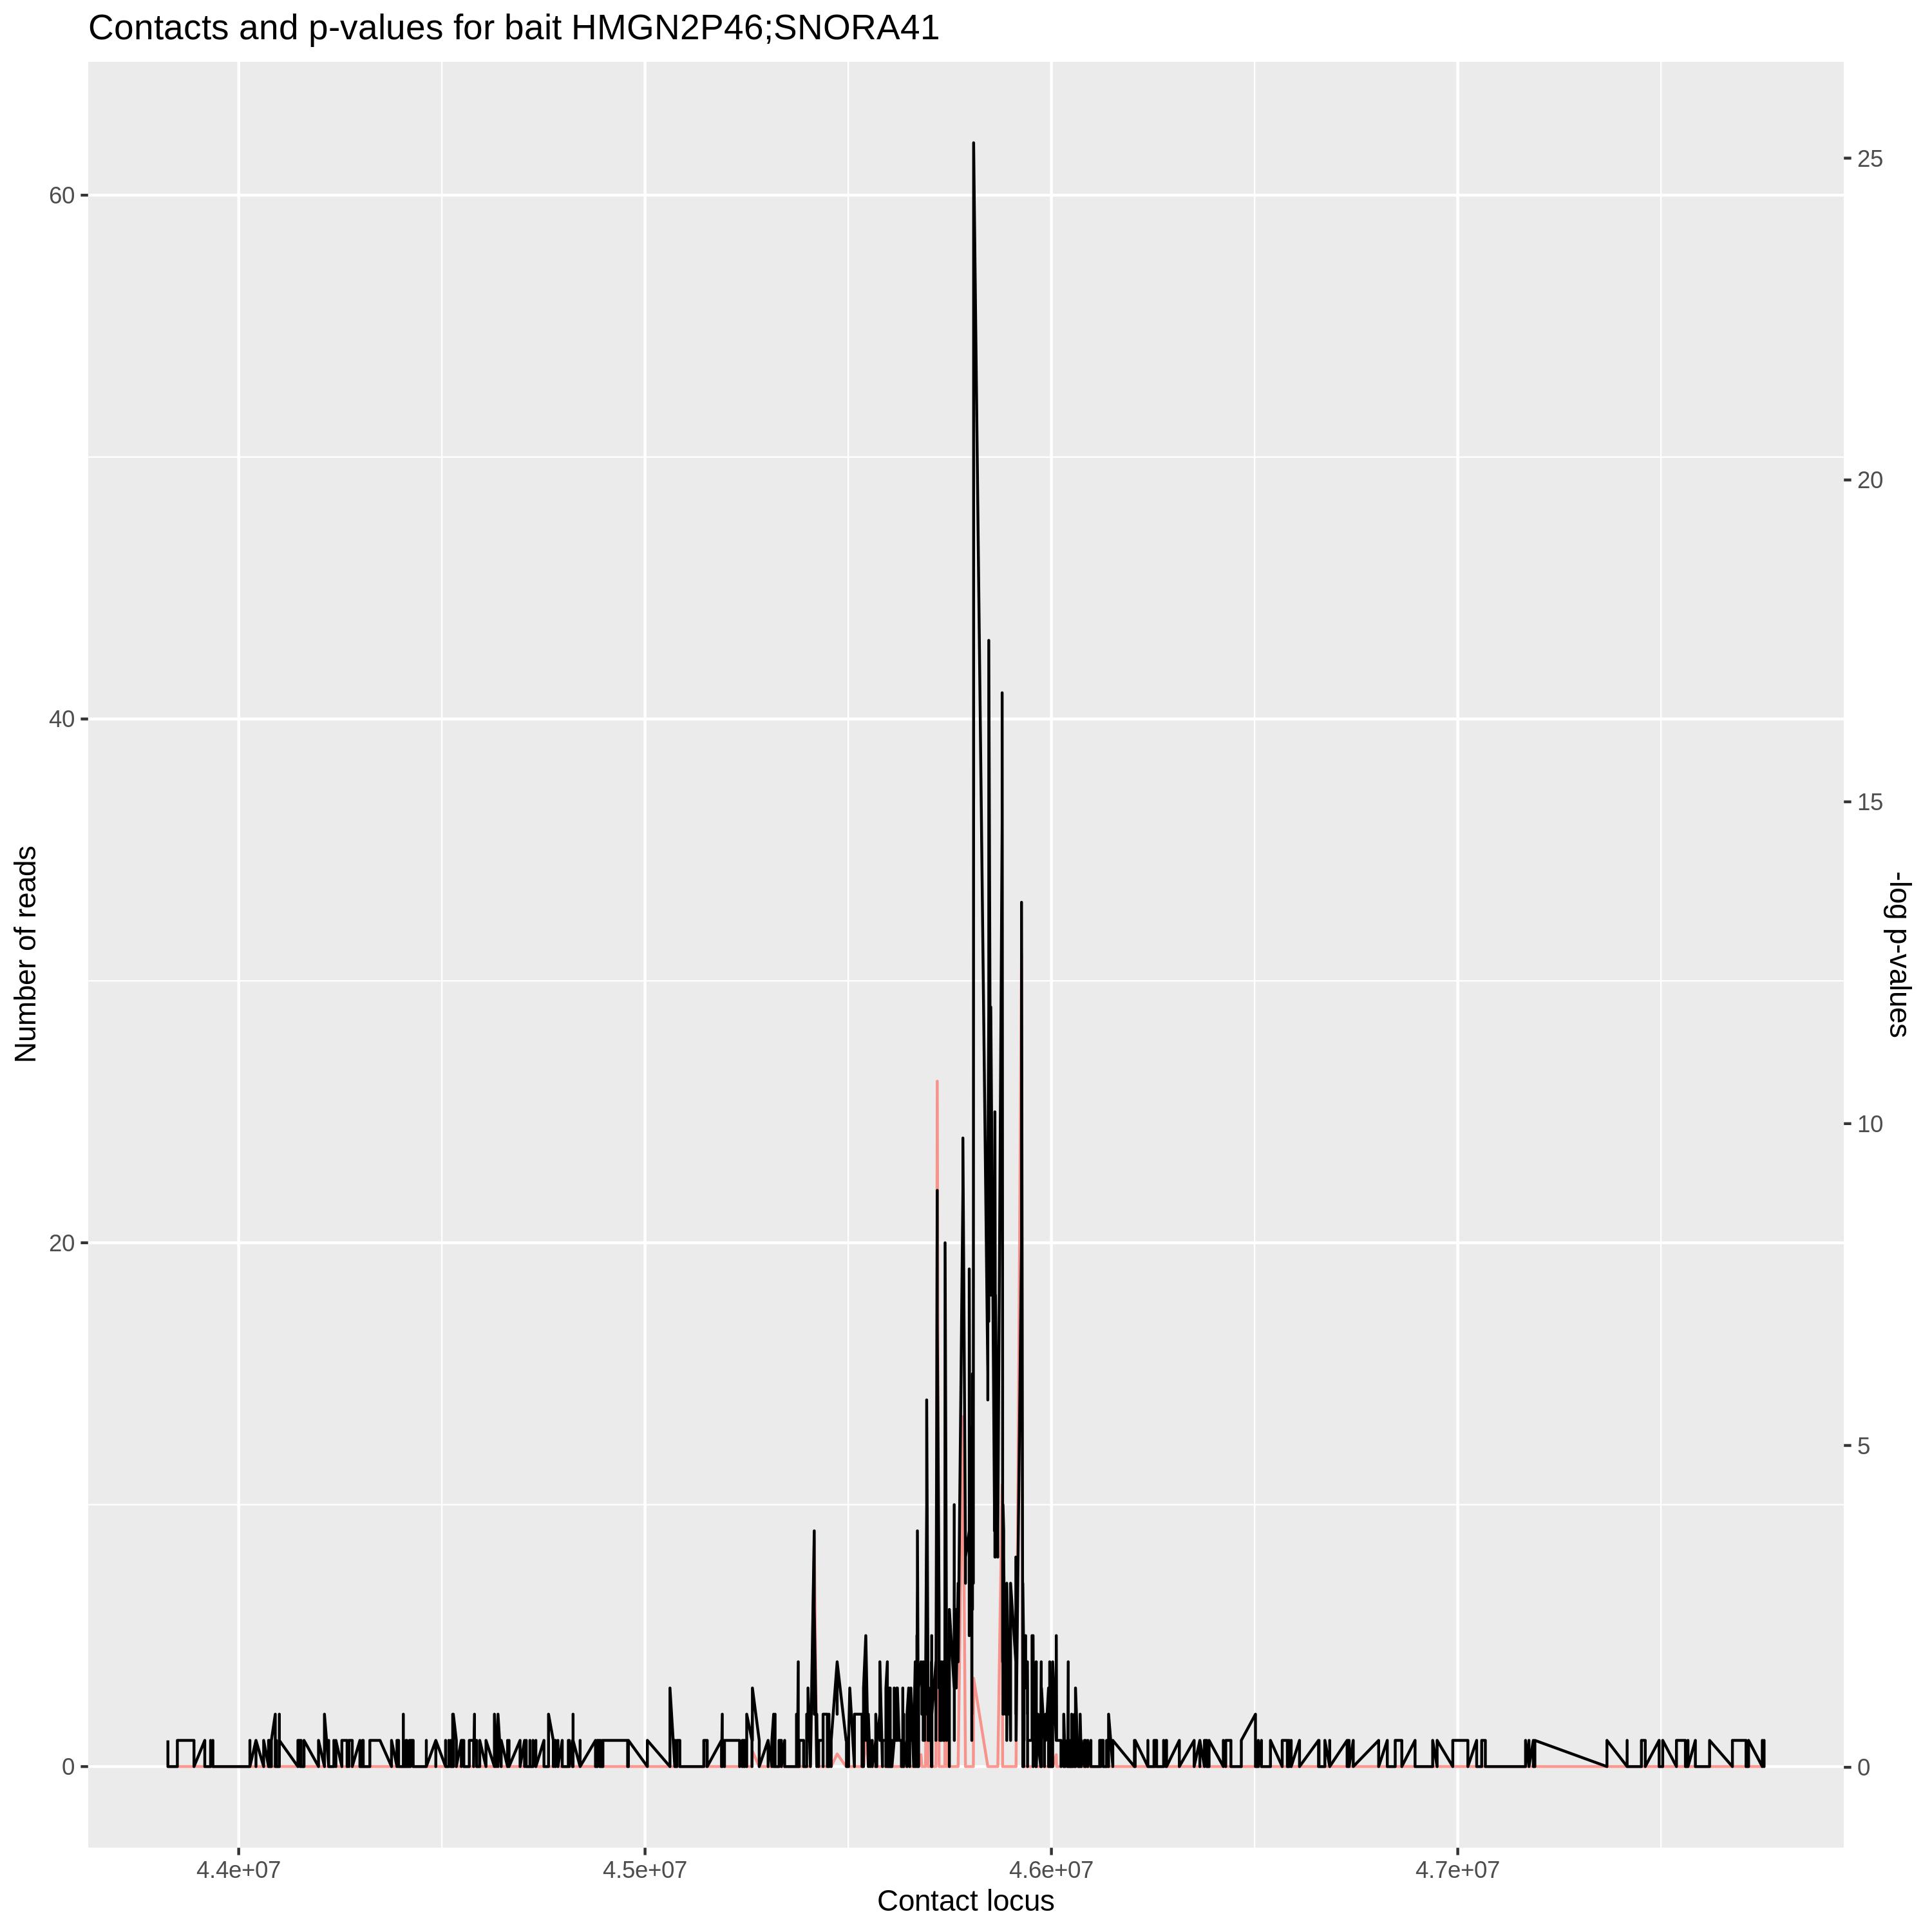 Contacts and p-values for bait HMGN2P46;SNORA41
60
40
20
0
Number of reads
25
20
15
10
5
0
-log p-values
4.4e+07
4.5e+07
4.6e+07
4.7e+07
Contact locus